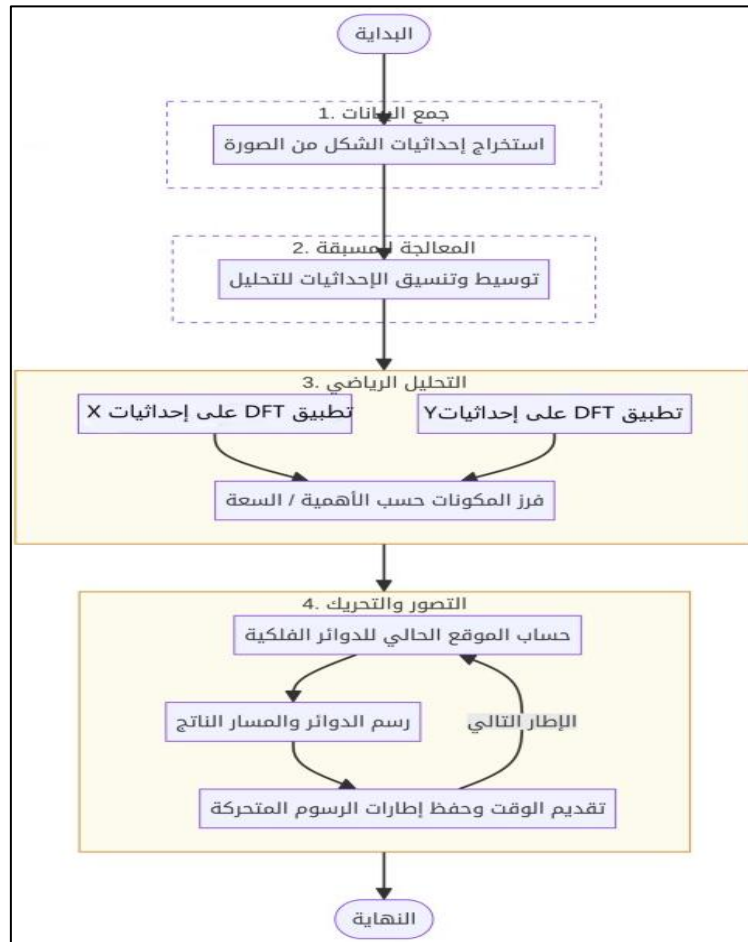 البداية
1. جمع البيانات
استخراج إحداثيات الشكل من الصورة
2. المعالجة المسبقة
توسيط وتنسيق الإحداثيات للتحليل
3. التحليل الرياضي
تطبيق DFT على إحداثيات X
تطبيق DFT على إحداثياتY
فرز المكونات حسب الأهمية / السعة
4. التصور والتحريك
حساب الموقع الحالي للدوائر الفلكية
رسم الدوائر والمسار الناتج
الإطار التالي
تقديم الوقت وحفظ إطارات الرسوم المتحركة
النهاية